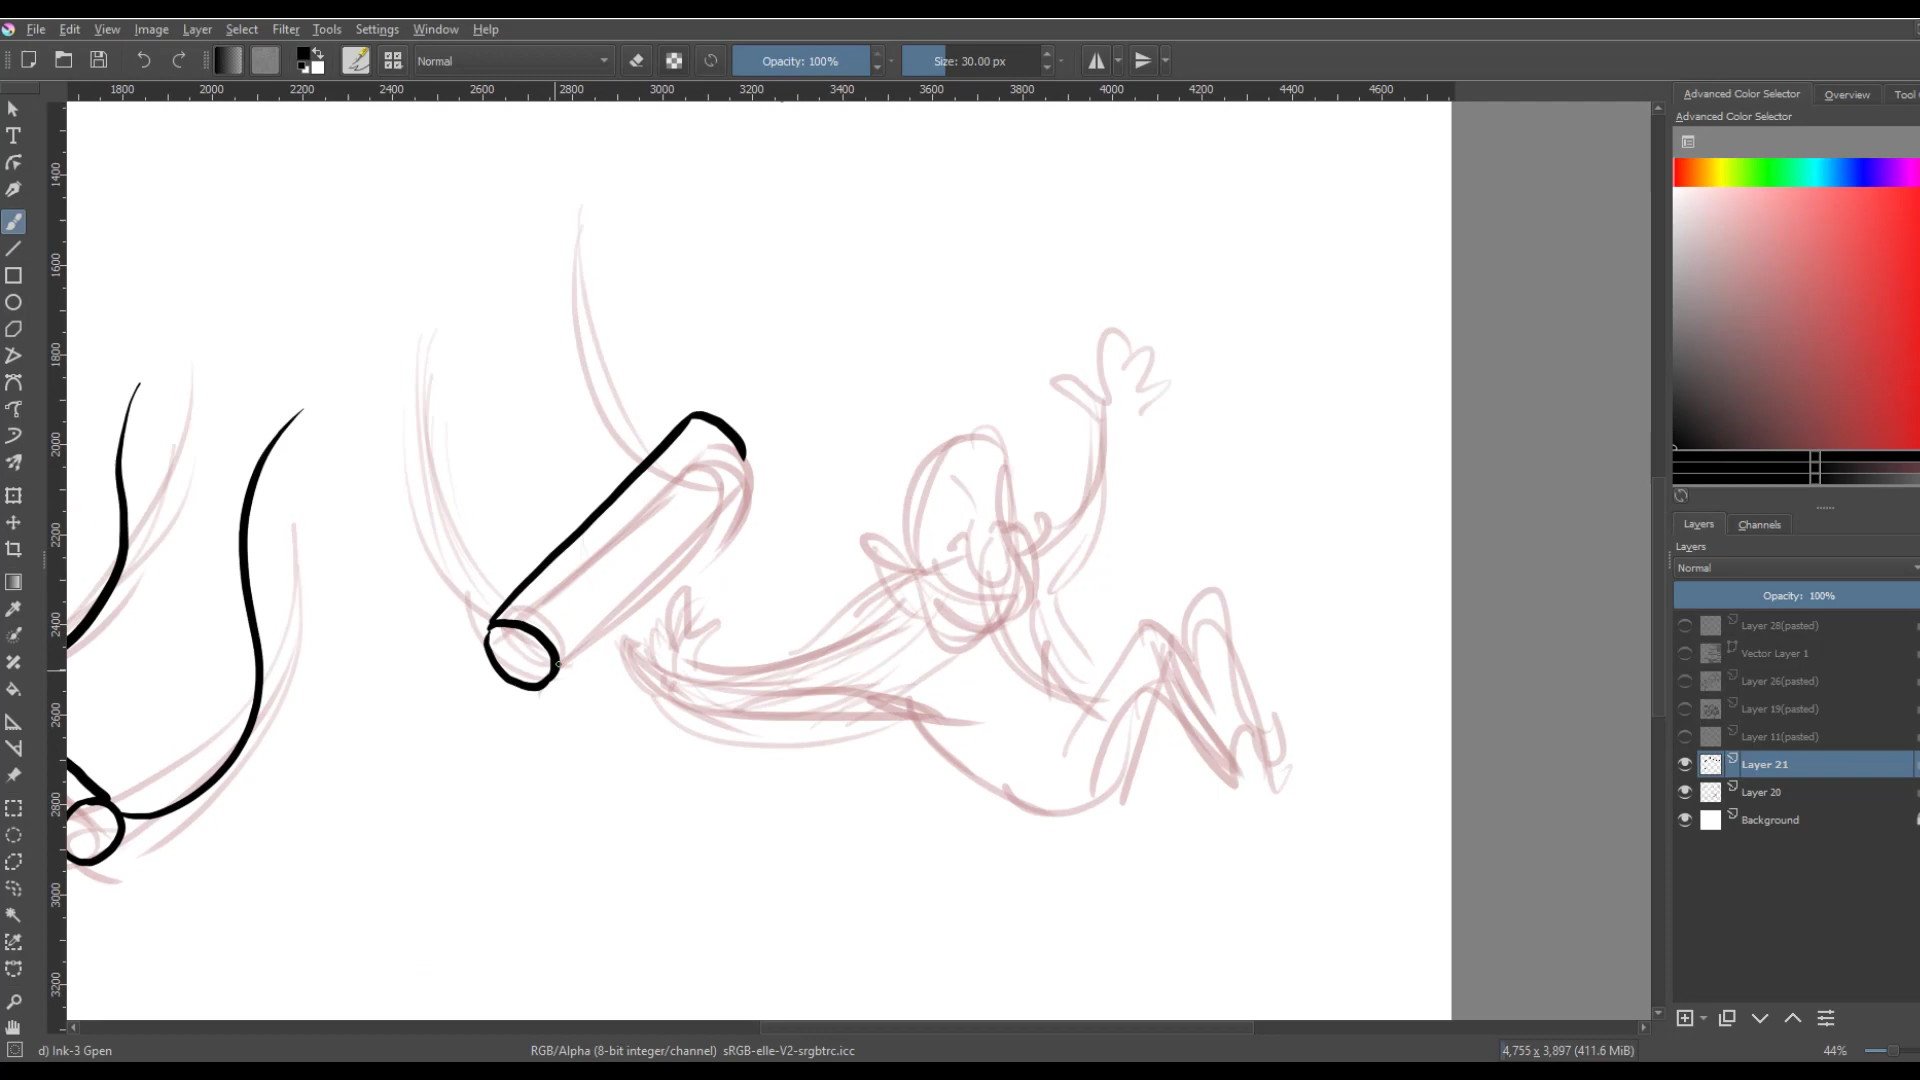 File Edit View Image Layer Select Filter Tools Settings Window Help
Normal Opacity: 100% Size: 30.00 px
1800 2000 2200 2400 2600 2800 3000 3200 3400 3600 3800 4000 4200 4400 4600
1400
1600
1800
2000
2200
2400
2600
2800
3000
3200
Advanced Color Selector Overview Tool
Advanced Color Selector
Layers Channels
Layers
Normal
Opacity: 100%
Layer 28(pasted)
Vector Layer 1
Layer 26(pasted)
Layer 19(pasted)
Layer 11(pasted)
Layer 21
Layer 20
Background
d) Ink-3 Gpen RGB/Alpha (8-bit integer/channel) sRGB-elle-V2-srgbtrc.icc 4,755 x 3,897 (411.6 MiB) 44%